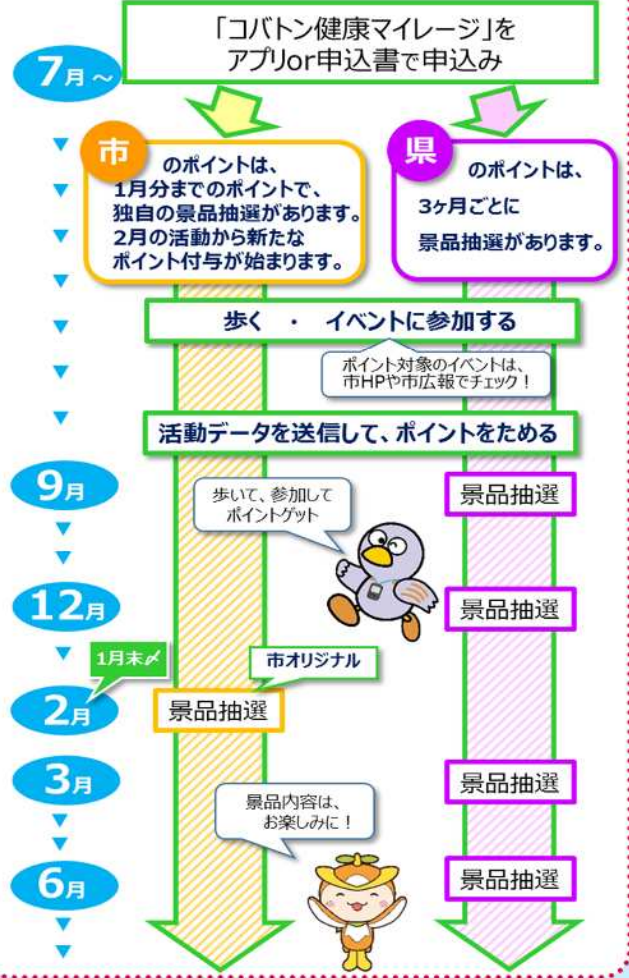 「コバトン健康マイレージ」を
アプリor申込書で申込み
7月～
市
のポイントは、
1月分までのポイントで、
独自の景品抽選があります。
2月の活動から新たな
ポイント付与が始まります。
県
のポイントは、
3ヶ月ごとに
景品抽選があります。
歩く ・ イベントに参加する
ポイント対象のイベントは、
市HPや市広報でチェック！
活動データを送信して、ポイントをためる
9月
景品抽選
歩いて、参加して
ポイントゲット
12月
景品抽選
1月末〆
市オリジナル
2月
景品抽選
3月
景品抽選
景品内容は、
お楽しみに！
6月
景品抽選